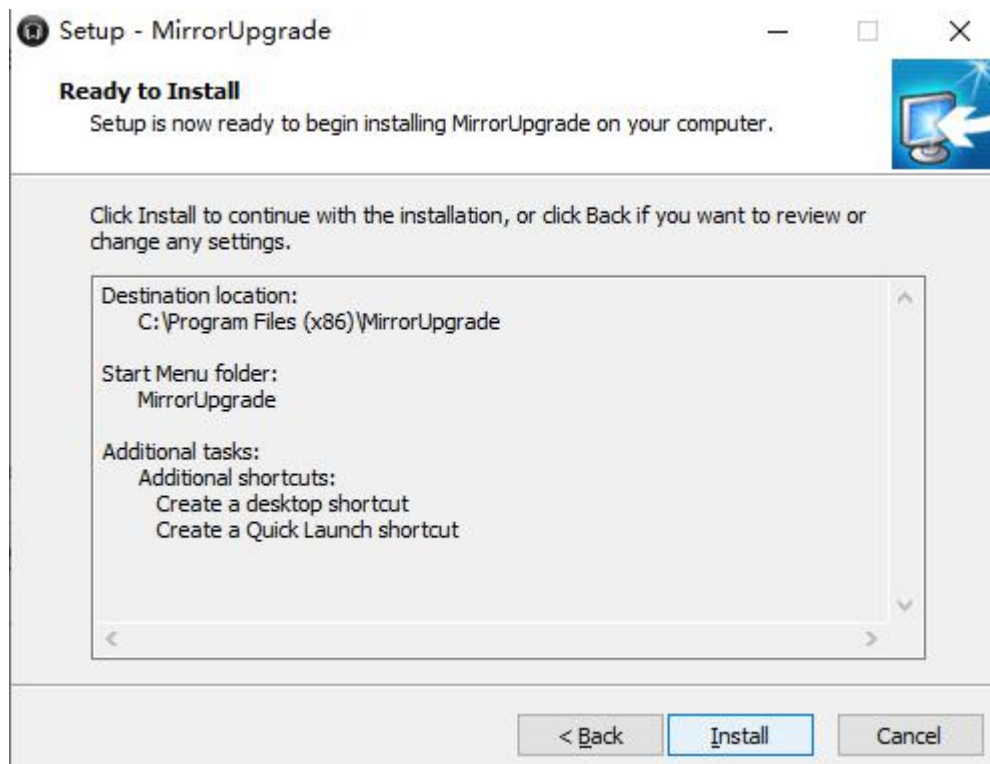 Setup - MirrorUpgrade
Ready to Install
Setup is now ready to begin installing MirrorUpgrade on your computer.
Click Install to continue with the installation, or click Back if you want to review or
change any settings.
Destination location:
C:\Program Files (x86)\MirrorUpgrade
Start Menu folder:
MirrorUpgrade
Additional tasks:
Additional shortcuts:
Create a desktop shortcut
Create a Quick Launch shortcut
< Back Install Cancel